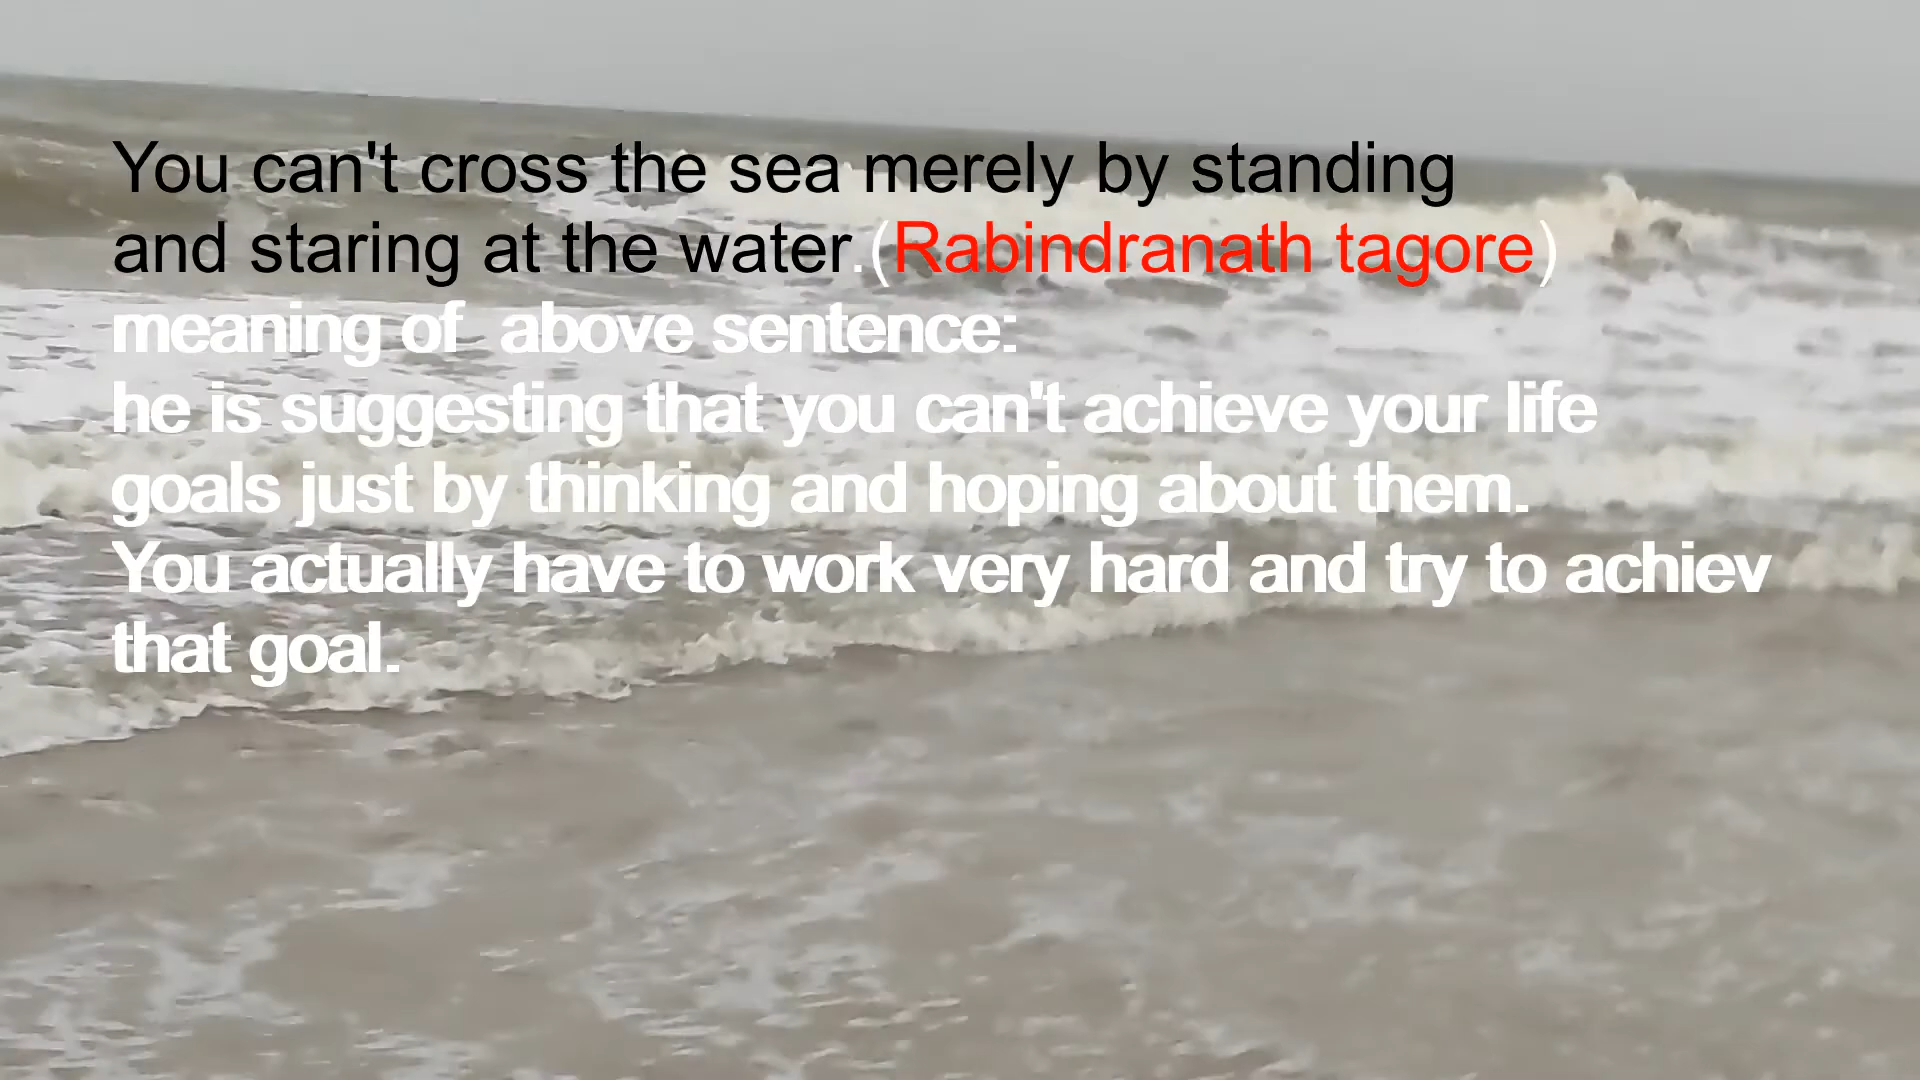 You can't cross the sea merely by standing
and staring at the water.(Rabindranath tagore)
meaning of  above sentence:
he is suggesting that you can't achieve your life
goals just by thinking and hoping about them.
You actually have to work very hard and try to achiev
that goal.